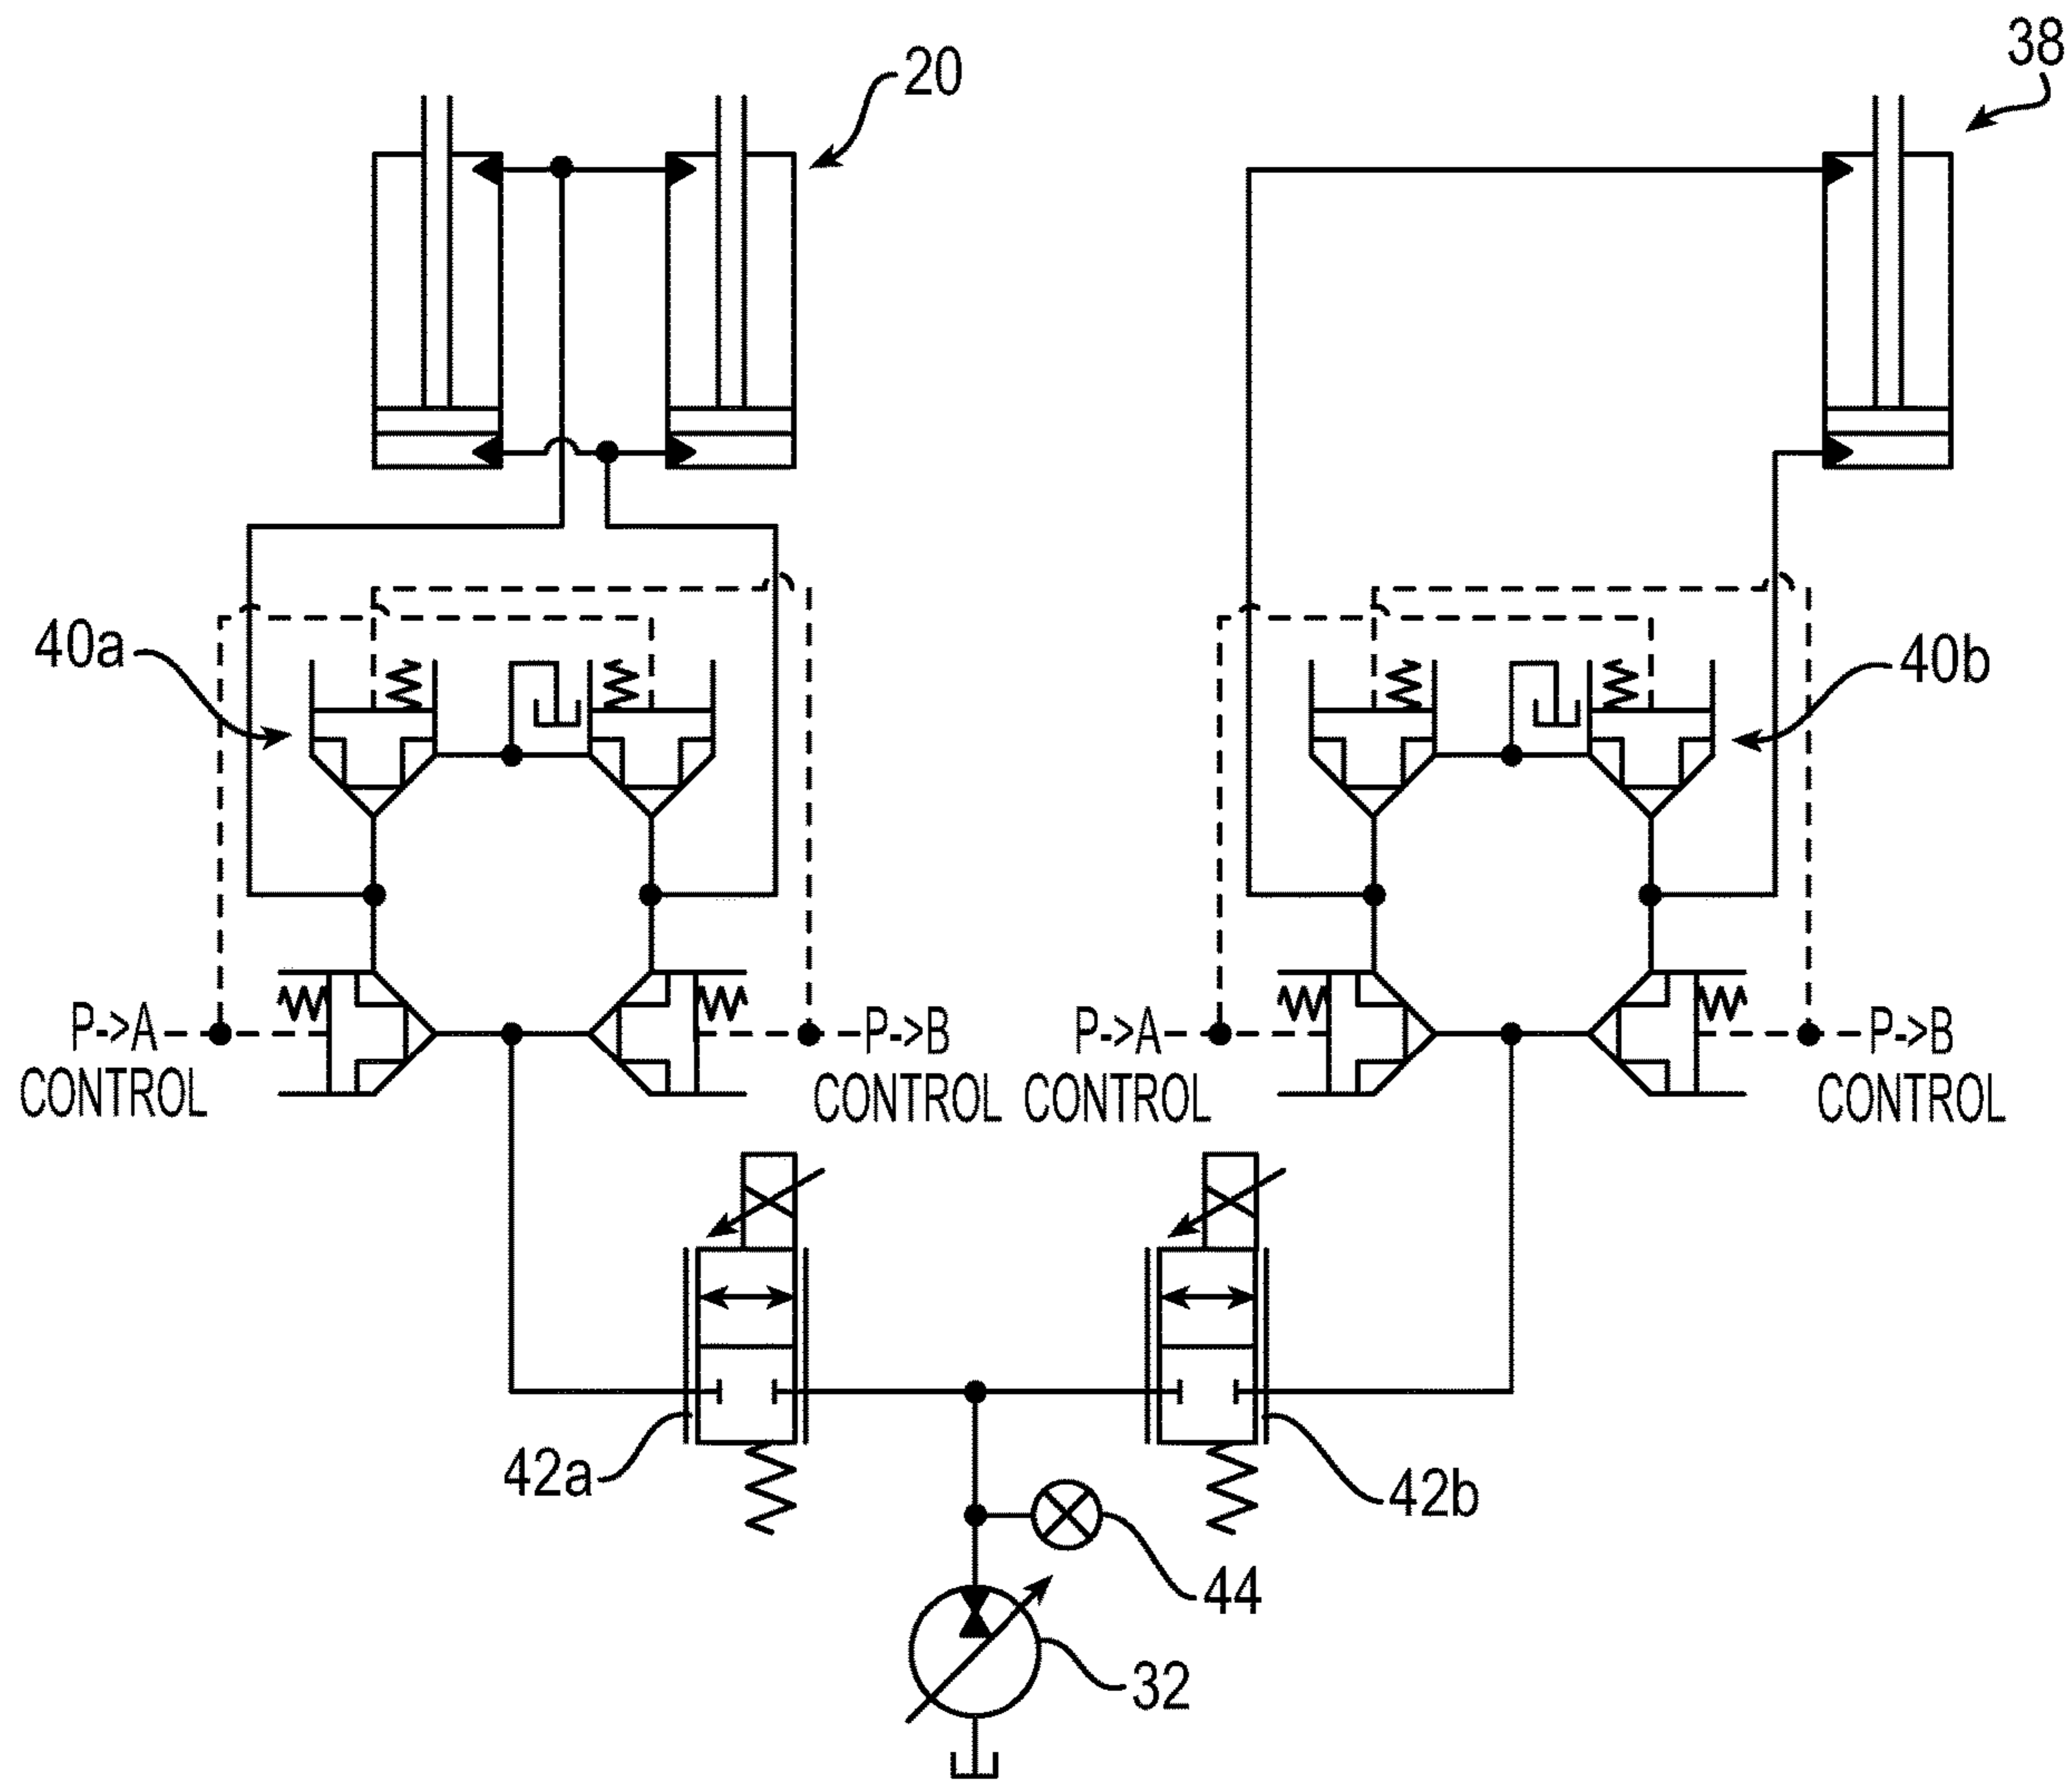 20
38
40a
40b
P->A
CONTROL
P->B
CONTROL
P->A
CONTROL
P->B
CONTROL
42a
42b
44
32